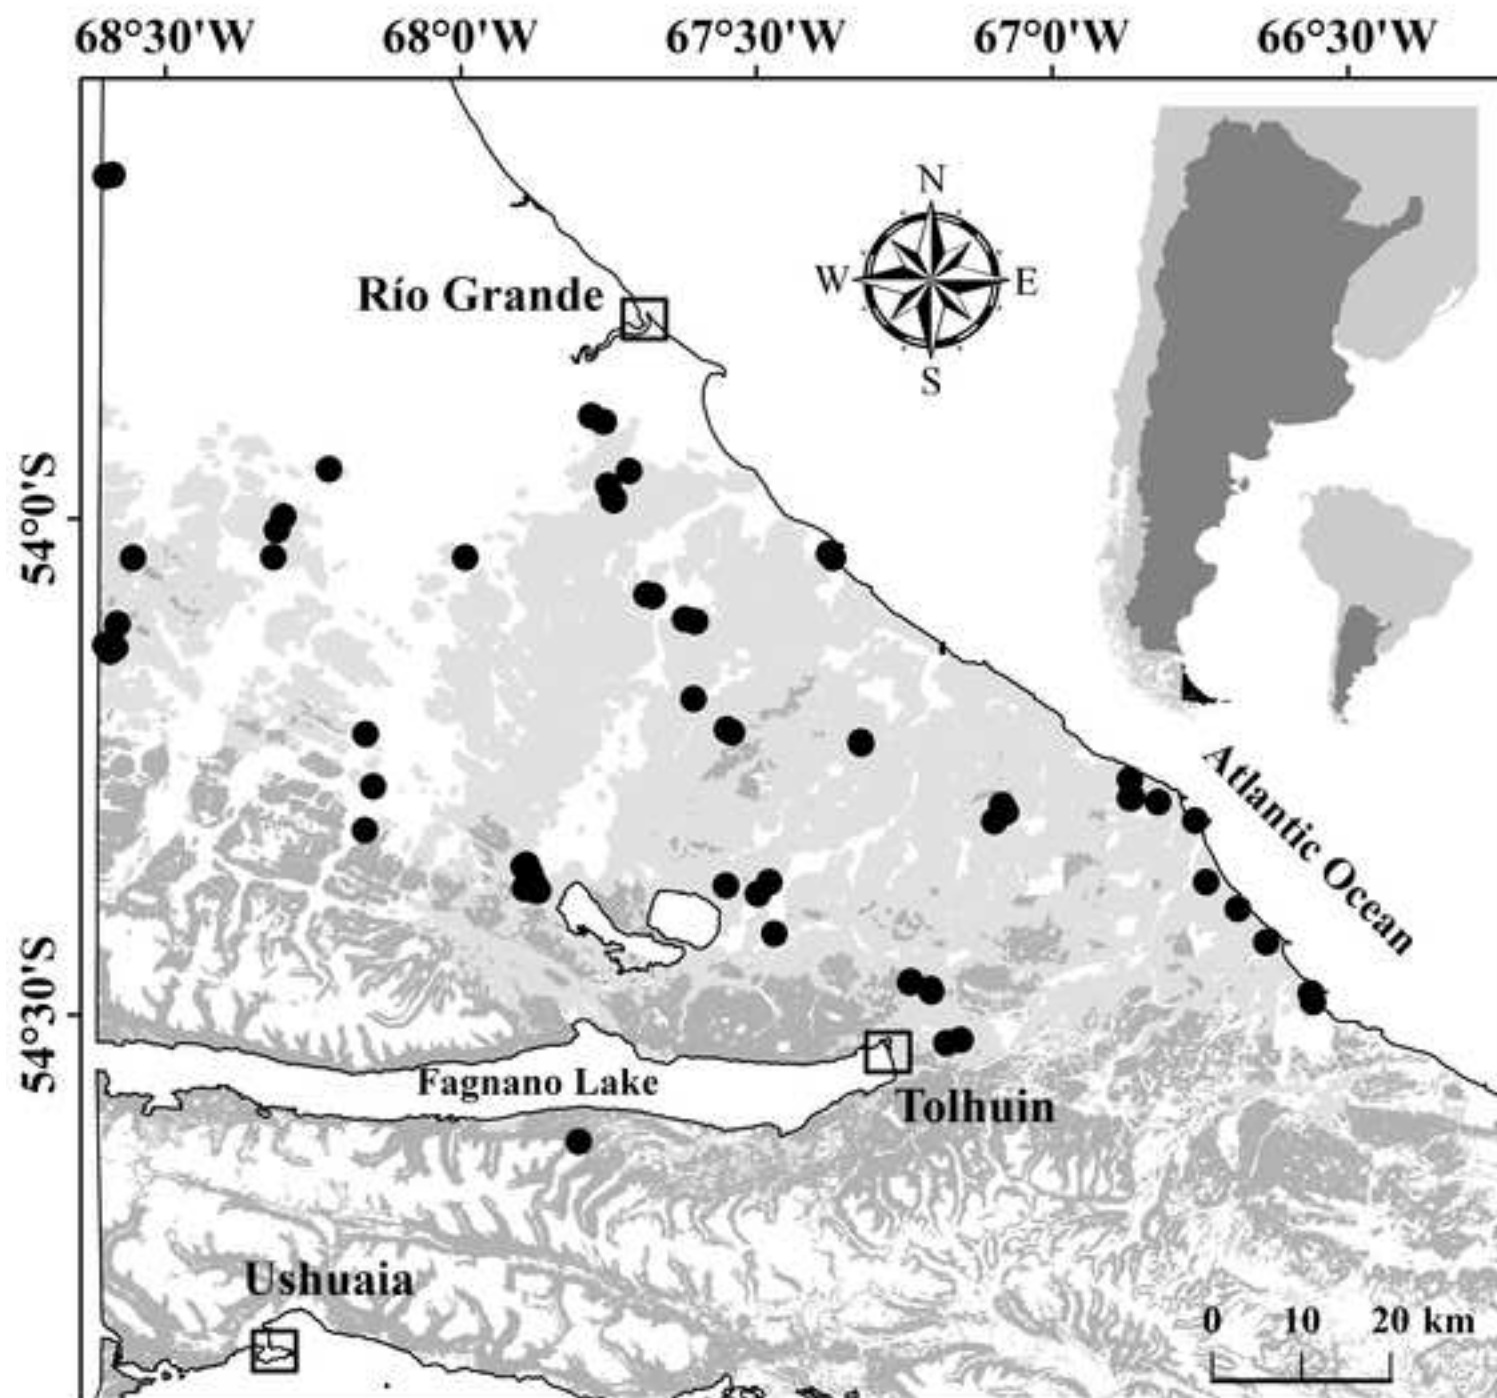 68°30'W 68°0'W 67°30'W 67°0'W 66°30'W
N
W E
S
Río Grande
54°0'S
Atlantic Ocean
54°30'S
Fagnano Lake
Tolhuin
Ushuaia
0 10 20 km